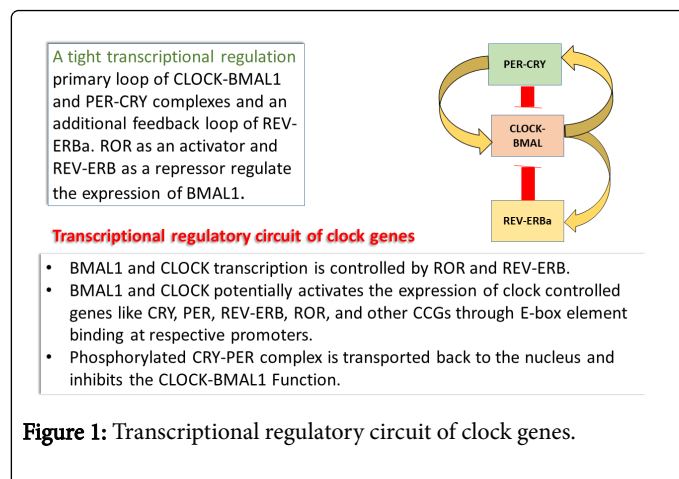 A tight transcriptional regulation
primary loop of CLOCK-BMAL1
and PER-CRY complexes and an
additional feedback loop of REV-
ERBa. ROR as an activator and
REV-ERB as a repressor regulate
the expression of BMAL1.
PER-CRY
CLOCK-
BMAL
REV-ERBa
Transcriptional regulatory circuit of clock genes
• BMAL1 and CLOCK transcription is controlled by ROR and REV-ERB.
• BMAL1 and CLOCK potentially activates the expression of clock controlled
genes like CRY, PER, REV-ERB, ROR, and other CCGs through E-box element
binding at respective promoters.
• Phosphorylated CRY-PER complex is transported back to the nucleus and
inhibits the CLOCK-BMAL1 Function.
Figure 1: Transcriptional regulatory circuit of clock genes.